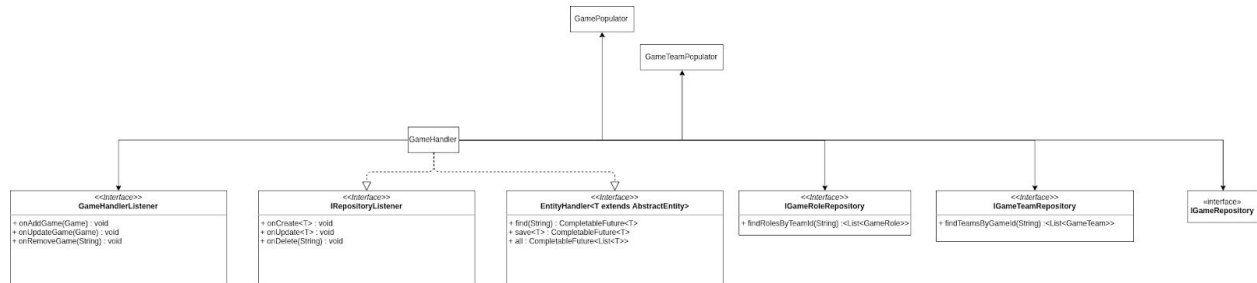 GamePopulator
GameTeamPopulator
GameHandler
<<Interface>>
GameHandlerListener
+ onAddGame(Game) : void
+ onUpdateGame(Game) : void
+ onRemoveGame(String) : void
<<Interface>>
IRepositoryListener
+ onCreate<T> : void
+ onUpdate<T> : void
+ onDelete(String) : void
<<Interface>>
EntityHandler<T extends AbstractEntity>
+ find(String) : CompletableFuture<T>
+ save<T> : CompletableFuture<T>
+ all : CompletableFuture<List<T>>
<<Interface>>
IGameRoleRepository
+ findRolesByTeamId(String) :<List<GameRole>>
<<Interface>>
IGameTeamRepository
+ findTeamsByGameId(String) :<List<GameTeam>>
«interface»
IGameRepository